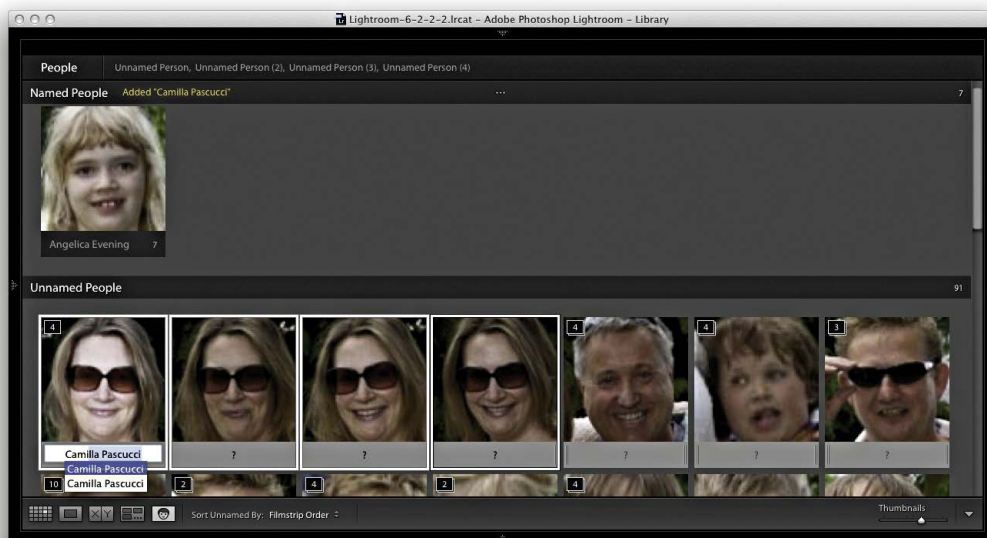 Lightroom-6-2-2-2.lrcat – Adobe Photoshop Lightroom – Library
People Unnamed Person, Unnamed Person (2), Unnamed Person (3), Unnamed Person (4)
Named People Added "Camilla Pascucci" ... 7
Angelica Evening 7
Unnamed People 91
4 4 4 3
Camilla Pascucci ? ? ? ? ? ?
Camilla Pascucci
Camilla Pascucci
10 2 4 2 4
XY Sort Unnamed By: Filmstrip Order Thumbnails